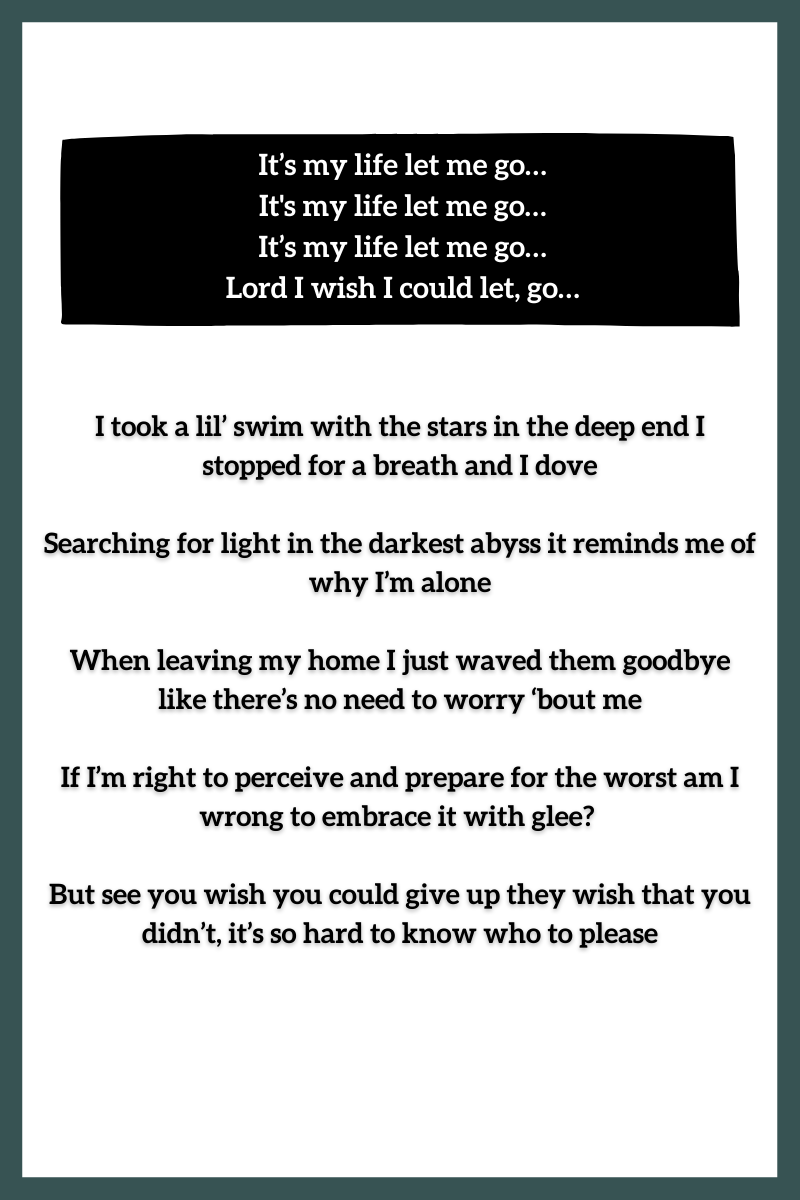 It’s my life let me go...
It's my life let me go...
It’s my life let me go...
Lord I wish I could let, go...
I took a lil’ swim with the stars in the deep end I
stopped for a breath and I dove
Searching for light in the darkest abyss it reminds me of
why I’m alone
When leaving my home I just waved them goodbye
like there’s no need to worry ‘bout me
If I’m right to perceive and prepare for the worst am I
wrong to embrace it with glee?
But see you wish you could give up they wish that you
didn’t, it’s so hard to know who to please